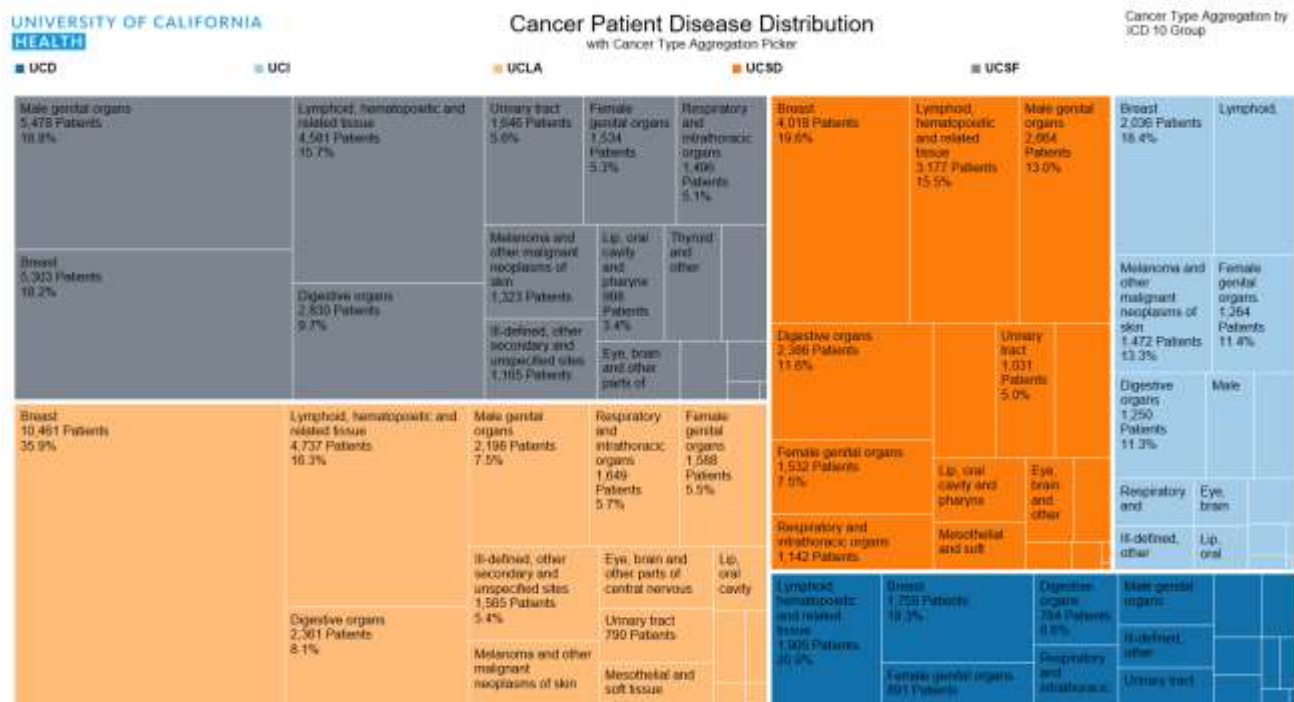 UNIVERSITY OF CALIFORNIA
HEALTH
Cancer Patient Disease Distribution
with Cancer Type Aggregation Picker
Cancer Type Aggregation by
ICD 10 Group
UCD
UCI
UCLA
UCSD
UCSF
Male genital organs
5,478 Patients
18.8%
Breast
5,303 Patients
18.2%
Lymphoid, hematopoietic and
related tissue
4,581 Patients
15.7%
Digestive organs
2,830 Patients
9.7%
Urinary tract
1,646 Patients
5.6%
Female
genital organs
1,534
Patients
5.3%
Respiratory
and
intrathoracic
organs
1,496
Patients
5.1%
Melanoma and
other malignant
neoplasms of
skin
1,323 Patients
Lip, oral
cavity
and
pharynx
Patients
3.4%
Thyroid
and
other
Ill-defined, other
secondary and
unspecified sites
1,165 Patients
Eye, brain
and other
parts of
Breast
10,461 Patients
35.9%
Lymphoid, hematopoietic and
related tissue
4,737 Patients
16.3%
Digestive organs
2,361 Patients
8.1%
Male genital
organs
2,198 Patients
7.5%
Respiratory
and
intrathoracic
organs
1,649
Patients
5.7%
Female
genital
organs
1,588
Patients
5.5%
Ill-defined, other
secondary and
unspecified sites
1,565 Patients
5.4%
Eye, brain and
other parts of
central nervous
Lip,
oral
cavity
Urinary tract
790 Patients
Melanoma and other
malignant
neoplasms of skin
Mesothelial and
soft tissue
Breast
4,018 Patients
19.6%
Lymphoid,
hematopoietic
and related
tissue
3,177 Patients
15.5%
Male genital
organs
2,664
Patients
13.0%
Digestive organs
2,386 Patients
11.6%
Urinary
tract
1,031
Patients
5.0%
Female genital organs
1,532 Patients
7.5%
Lip, oral
cavity and
pharynx
Eye,
brain
and
other
Respiratory and
intrathoracic organs
1,142 Patients
Mesothelial
and soft
Breast
2,036 Patients
18.4%
Lymphoid,
Melanoma and
other
malignant
neoplasms of
skin
1,472 Patients
13.3%
Female
genital
organs
1,264
Patients
11.4%
Digestive
organs
1,250
Patients
11.3%
Male
Respiratory
and
Eye,
brain
Ill-defined,
other
Lip,
oral
Lymphoid,
hematopoietic
and related
tissue
1,905 Patients
20.9%
Breast
1,759 Patients
19.3%
Female genital organs
891 Patients
Digestive
organs
784 Patients
8.6%
Respiratory
and
intrathoracic
Male genital
organs
Ill-defined,
other
Urinary tract